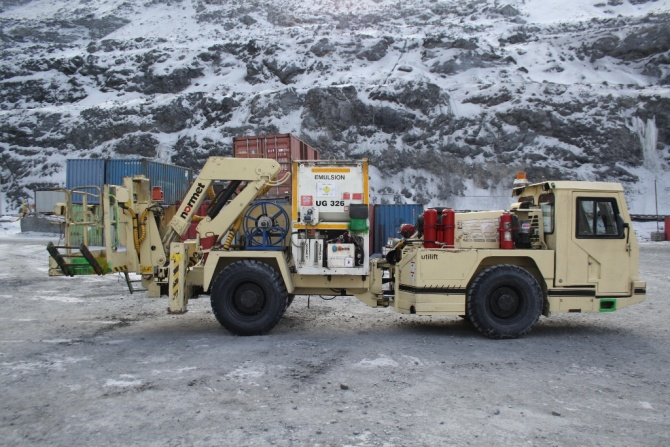 normet
EMULSION
UG 326
utilift